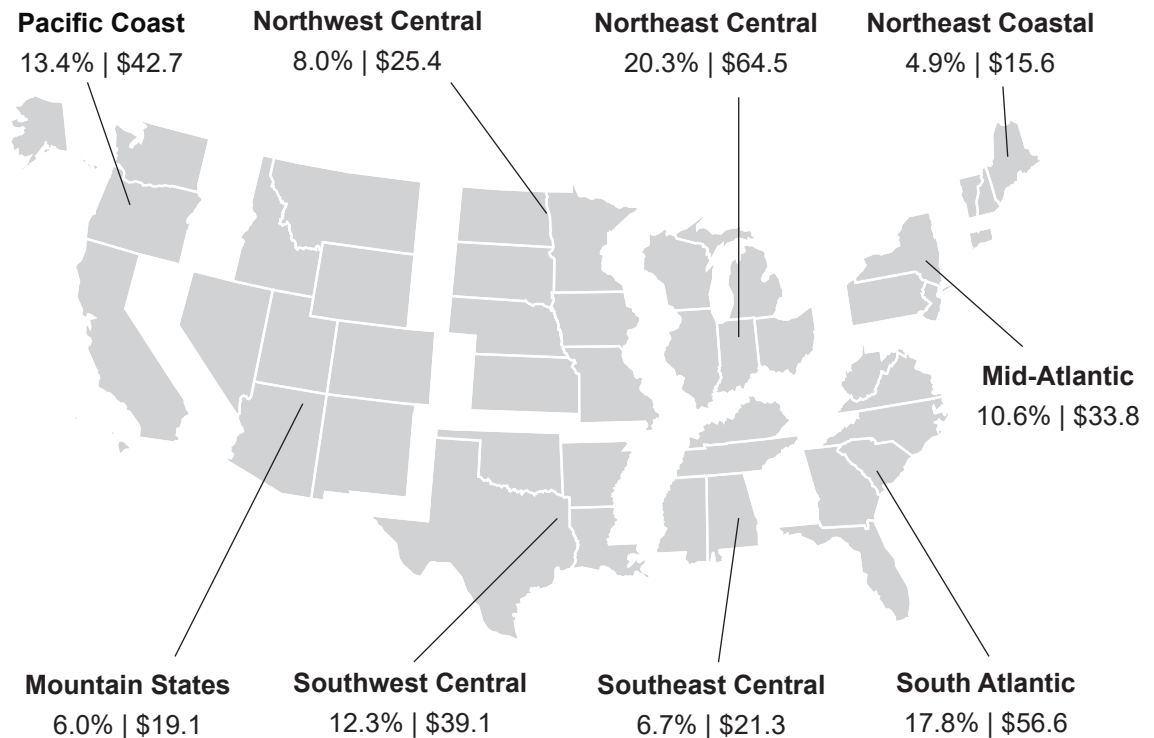 Pacific Coast
13.4% | $42.7
Northwest Central
8.0% | $25.4
Northeast Central
20.3% | $64.5
Northeast Coastal
4.9% | $15.6
Mid-Atlantic
10.6% | $33.8
Mountain States
6.0% | $19.1
Southwest Central
12.3% | $39.1
Southeast Central
6.7% | $21.3
South Atlantic
17.8% | $56.6